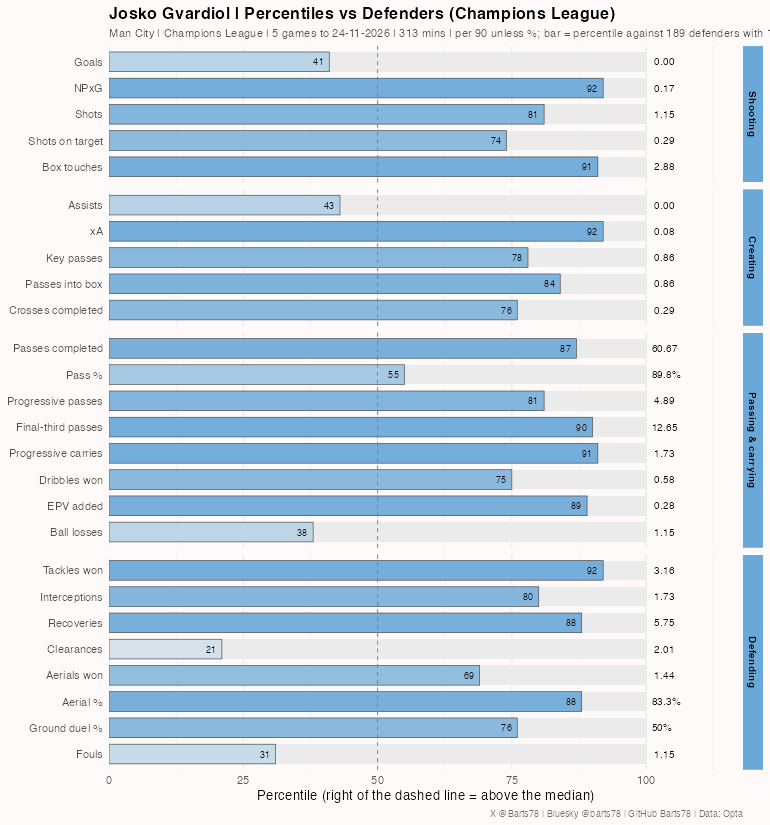 Josko Gvardiol | Percentiles vs Defenders (Champions League)
Man City | Champions League | 5 games to 24-11-2026 | 313 mins | per 90 unless %; bar = percentile against 189 defenders with
Shooting
Goals 41 0.00
NPxG 92 0.17
Shots 81 1.15
Shots on target 74 0.29
Box touches 91 2.88
Creating
Assists 43 0.00
xA 92 0.08
Key passes 78 0.86
Passes into box 84 0.86
Crosses completed 76 0.29
Passing & carrying
Passes completed 87 60.67
Pass % 55 89.8%
Progressive passes 81 4.89
Final-third passes 90 12.65
Progressive carries 91 1.73
Dribbles won 75 0.58
EPV added 89 0.28
Ball losses 38 1.15
Defending
Tackles won 92 3.16
Interceptions 80 1.73
Recoveries 88 5.75
Clearances 21 2.01
Aerials won 69 1.44
Aerial % 88 83.3%
Ground duel % 76 50%
Fouls 31 1.15
0 25 50 75 100
Percentile (right of the dashed line = above the median)
X @Barts78 | Bluesky @barts78 | GitHub Barts78 | Data: Opta